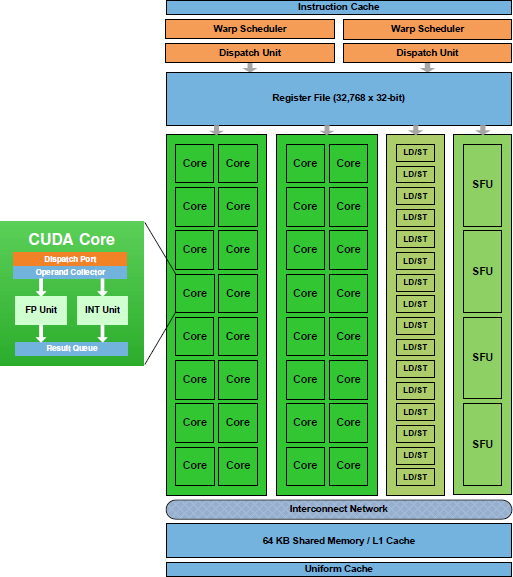 Instruction Cache
Warp Scheduler Warp Scheduler
Dispatch Unit Dispatch Unit
Register File (32,768 x 32-bit)
Core Core Core Core LD/ST SFU
LD/ST
Core Core Core Core LD/ST
LD/ST
Core Core Core Core LD/ST SFU
LD/ST
Core Core Core Core LD/ST
LD/ST
Core Core Core Core LD/ST SFU
LD/ST
Core Core Core Core LD/ST
LD/ST
Core Core Core Core LD/ST SFU
LD/ST
Core Core Core Core LD/ST
LD/ST
CUDA Core
Dispatch Port
Operand Collector
FP Unit INT Unit
Result Queue
Interconnect Network
64 KB Shared Memory / L1 Cache
Uniform Cache